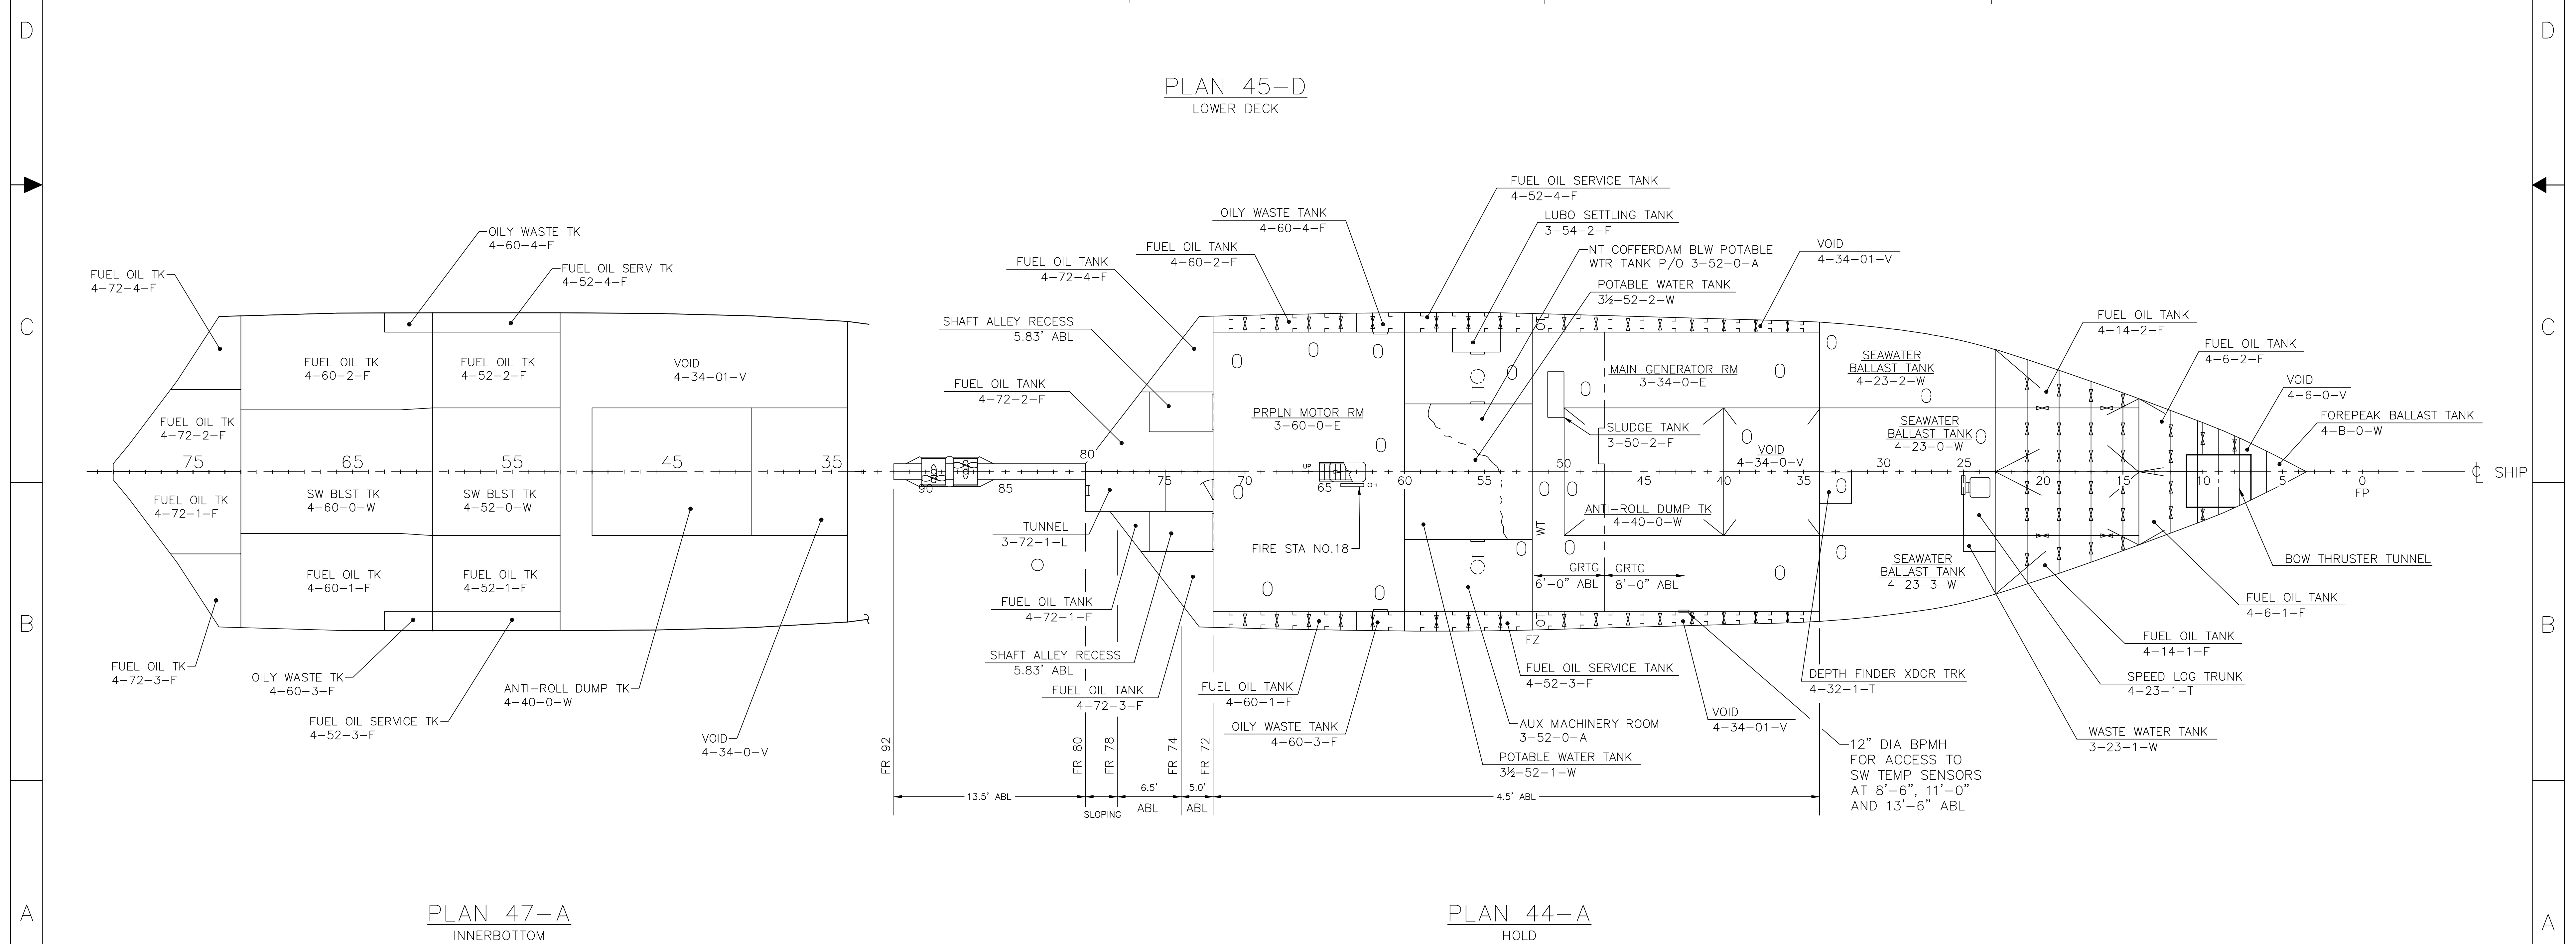 D
D
PLAN 45-D
LOWER DECK
FUEL OIL TK
4-72-4-F
OILY WASTE TK
4-60-4-F
FUEL OIL SERV TK
4-52-4-F
C
FUEL OIL TK
4-60-2-F
FUEL OIL TK
4-52-2-F
VOID
4-34-01-V
FUEL OIL TK
4-72-2-F
75
65
55
45
35
FUEL OIL TK
4-72-1-F
SW BLST TK
4-60-0-W
SW BLST TK
4-52-0-W
FUEL OIL TK
4-60-1-F
FUEL OIL TK
4-52-1-F
B
FUEL OIL TK
4-72-3-F
OILY WASTE TK
4-60-3-F
FUEL OIL SERVICE TK
4-52-3-F
ANTI-ROLL DUMP TK
4-40-0-W
VOID
4-34-0-V
A
PLAN 47-A
INNERBOTTOM
FUEL OIL SERVICE TANK
4-52-4-F
OILY WASTE TANK
4-60-4-F
LUBO SETTLING TANK
3-54-2-F
FUEL OIL TANK
4-60-2-F
NT COFFERDAM BLW POTABLE
WTR TANK P/O 3-52-0-A
VOID
4-34-01-V
FUEL OIL TANK
4-72-4-F
POTABLE WATER TANK
3½-52-2-W
SHAFT ALLEY RECESS
5.83' ABL
OT
FUEL OIL TANK
4-14-2-F
C
FUEL OIL TANK
4-6-2-F
SEAWATER
BALLAST TANK
4-23-2-W
MAIN GENERATOR RM
3-34-0-E
VOID
4-6-0-V
FUEL OIL TANK
4-72-2-F
PRPLN MOTOR RM
3-60-0-E
FOREPEAK BALLAST TANK
4-B-0-W
SLUDGE TANK
3-50-2-F
SEAWATER
BALLAST TANK
4-23-0-W
VOID
4-34-0-V
UP
80
50
30
25
90
85
75
70
65
60
55
45
40
35
20
15
10
5
0
FP
℄ SHIP
TUNNEL
3-72-1-L
FIRE STA NO.18
WT
ANTI-ROLL DUMP TK
4-40-0-W
GRTG
6'-0" ABL
GRTG
8'-0" ABL
SEAWATER
BALLAST TANK
4-23-3-W
BOW THRUSTER TUNNEL
FUEL OIL TANK
4-72-1-F
FUEL OIL TANK
4-6-1-F
B
OT
FZ
FUEL OIL TANK
4-14-1-F
SHAFT ALLEY RECESS
5.83' ABL
FUEL OIL SERVICE TANK
4-52-3-F
DEPTH FINDER XDCR TRK
4-32-1-T
SPEED LOG TRUNK
4-23-1-T
FUEL OIL TANK
4-72-3-F
FUEL OIL TANK
4-60-1-F
OILY WASTE TANK
4-60-3-F
AUX MACHINERY ROOM
3-52-0-A
VOID
4-34-01-V
WASTE WATER TANK
3-23-1-W
POTABLE WATER TANK
3½-52-1-W
12" DIA BPMH
FOR ACCESS TO
SW TEMP SENSORS
AT 8'-6", 11'-0"
AND 13'-6" ABL
FR 92
FR 80
FR 78
FR 74
FR 72
13.5' ABL
SLOPING
6.5'
ABL
5.0'
ABL
4.5' ABL
PLAN 44-A
HOLD
A